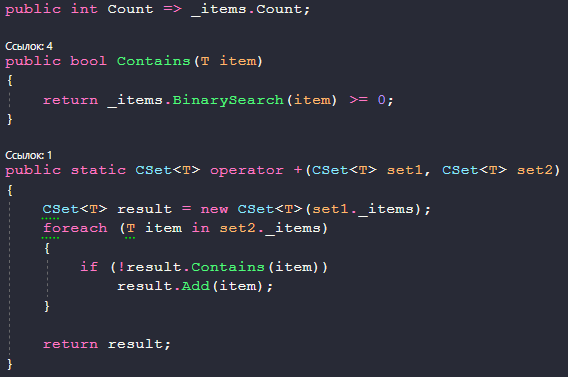 public int Count => _items.Count;
Ссылок: 4
public bool Contains(T item)
{
return _items.BinarySearch(item) >= 0;
}
Ссылок: 1
public static CSet<T> operator +(CSet<T> set1, CSet<T> set2)
{
CSet<T> result = new CSet<T>(set1._items);
foreach (T item in set2._items)
{
if (!result.Contains(item))
result.Add(item);
}
return result;
}